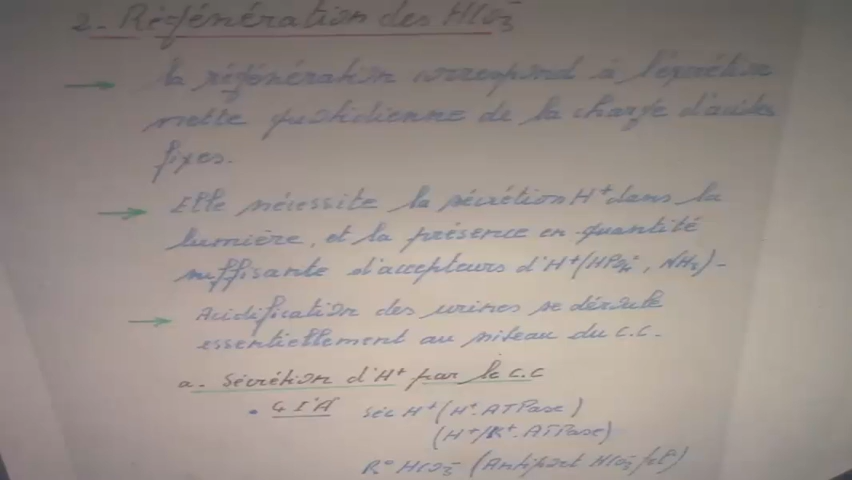 2. Régénération des HCO3-
→ la régénération correspond à l'excrétion
nette quotidienne de la charge d'acides
fixes.
→ Elle nécessite la sécrétion H+ dans la
lumière, et la présence en quantité
suffisante d'accepteurs d'H+ (HPO4=, NH3).
→ Acidification des urines se déroule
essentiellement au niveau du C.C.
a. Sécrétion d'H+ par le C.C
• C I A Séc H+ (H+.ATPase)
(H+/K+.ATPase)
R° HCO3- (Antiport HCO3-/Cl-)